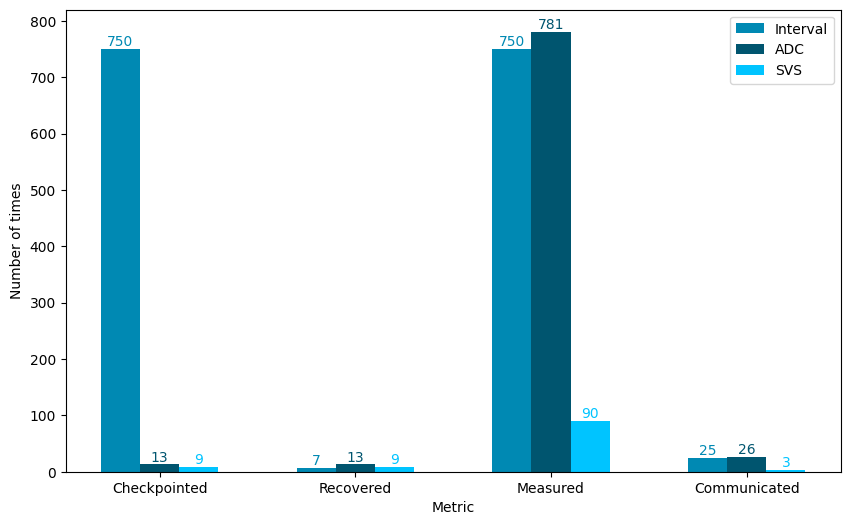 Number of times
800
700
600
500
400
300
200
100
0
750
13
9
7
13
9
750
781
90
25
26
3
Interval
ADC
SVS
Checkpointed
Recovered
Measured
Communicated
Metric